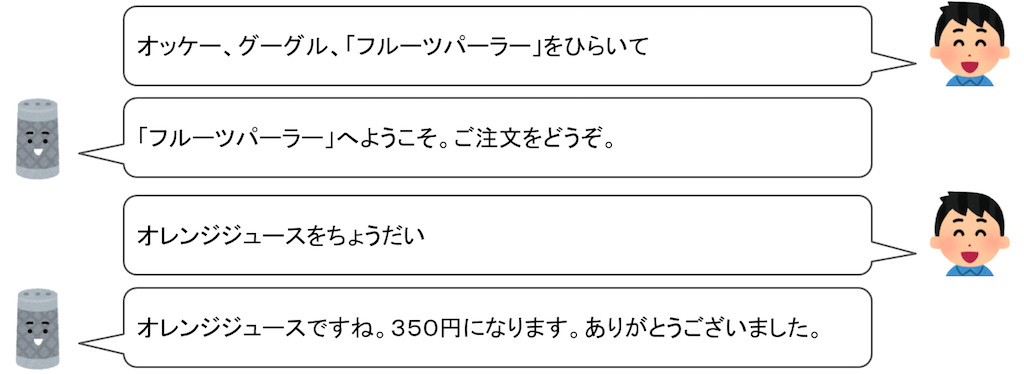 オッケー、グーグル、「フルーツパーラー」をひらいて
「フルーツパーラー」へようこそ。ご注文をどうぞ。
オレンジジュースをちょうだい
オレンジジュースですね。350円になります。ありがとうございました。